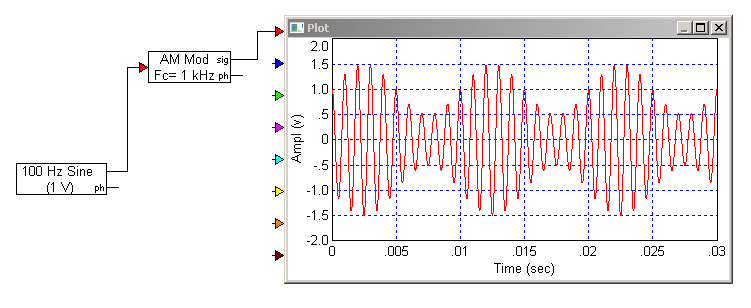 Plot
AM Mod sig
Fc= 1 kHz ph
100 Hz Sine
(1 V) ph
Ampl (v)
2.0
1.5
1.0
.5
0
-.5
-1.0
-1.5
-2.0
0 .005 .01 .015 .02 .025 0.03
Time (sec)